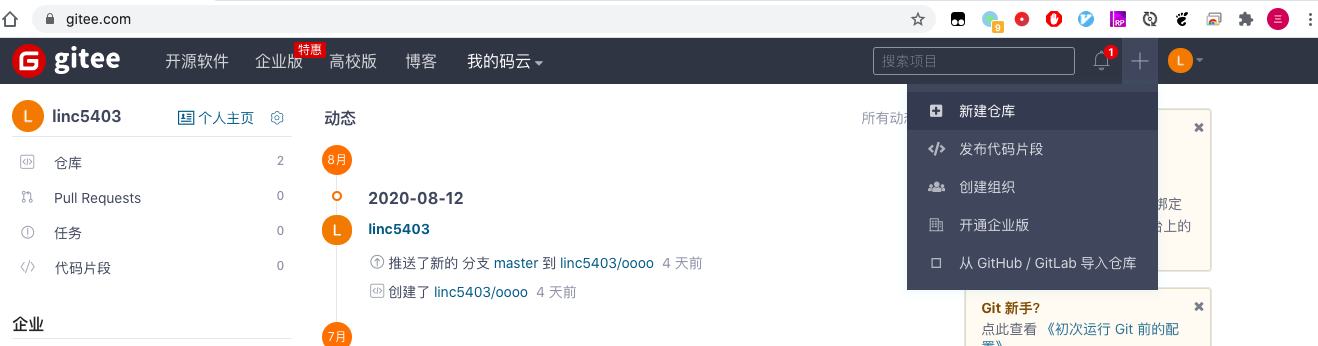 gitee.com
9
RP
三
gitee
开源软件
企业版
特惠
高校版
博客
我的码云
搜索项目
1
L
L
linc5403
个人主页
仓库
2
Pull Requests
0
任务
0
代码片段
0
企业
动态
所有动
8月
2020-08-12
L
linc5403
推送了新的 分支 master 到 linc5403/oooo 4 天前
创建了 linc5403/oooo 4 天前
7月
新建仓库
发布代码片段
创建组织
开通企业版
从 GitHub / GitLab 导入仓库
绑定
台上的
Git 新手?
点此查看 《初次运行 Git 前的配
置》